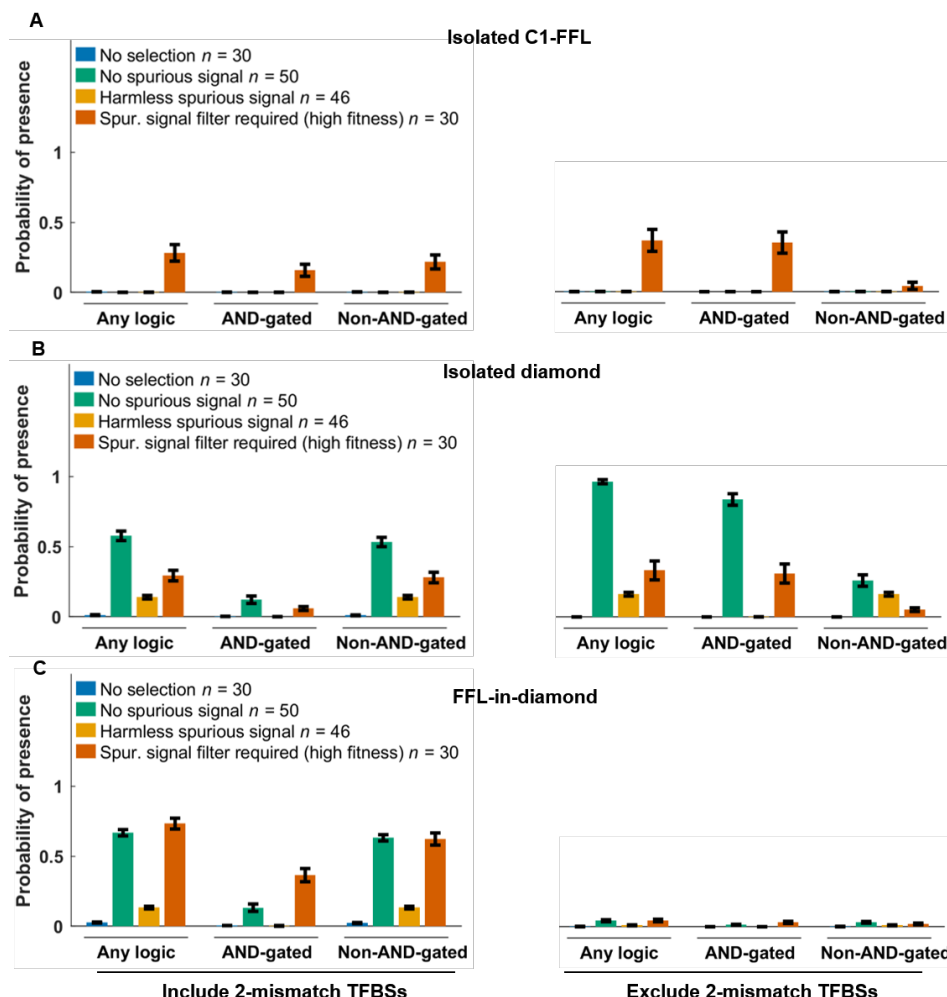 A
Isolated C1-FFL
No selection n = 30
No spurious signal n = 50
Harmless spurious signal n = 46
Spur. signal filter required (high fitness) n = 30
Probability of presence
1
0.5
0
Any logic AND-gated Non-AND-gated
Any logic AND-gated Non-AND-gated
B
Isolated diamond
No selection n = 30
No spurious signal n = 50
Harmless spurious signal n = 46
Spur. signal filter required (high fitness) n = 30
Probability of presence
1
0.5
0
Any logic AND-gated Non-AND-gated
Any logic AND-gated Non-AND-gated
C
FFL-in-diamond
No selection n = 30
No spurious signal n = 50
Harmless spurious signal n = 46
Spur. signal filter required (high fitness) n = 30
Probability of presence
1
0.5
0
Any logic AND-gated Non-AND-gated
Any logic AND-gated Non-AND-gated
Include 2-mismatch TFBSs
Exclude 2-mismatch TFBSs